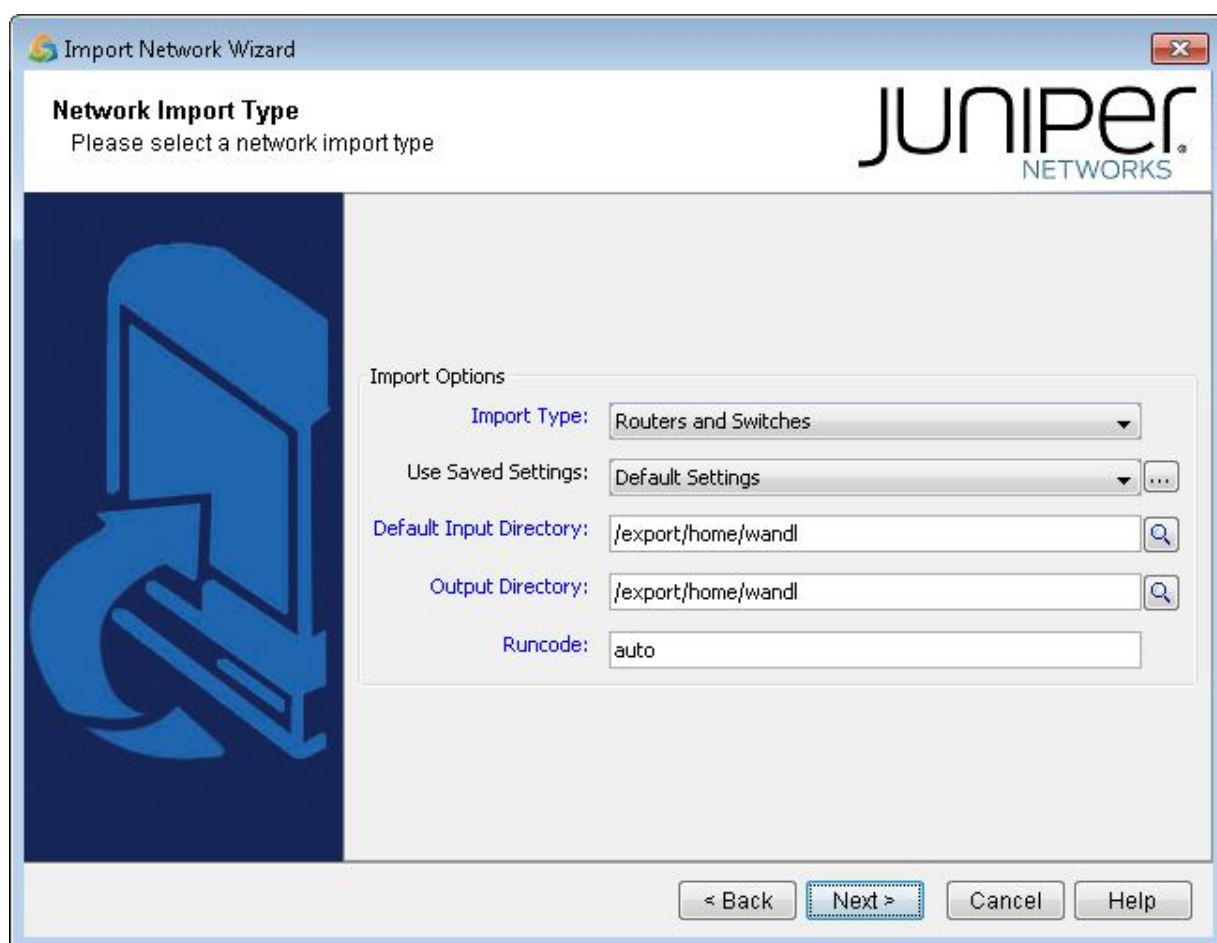 Import Network Wizard
Network Import Type
Please select a network import type
JUNIPER
NETWORKS
Import Options
Import Type: Routers and Switches
Use Saved Settings: Default Settings ...
Default Input Directory: /export/home/wandl
Output Directory: /export/home/wandl
Runcode: auto
< Back Next > Cancel Help